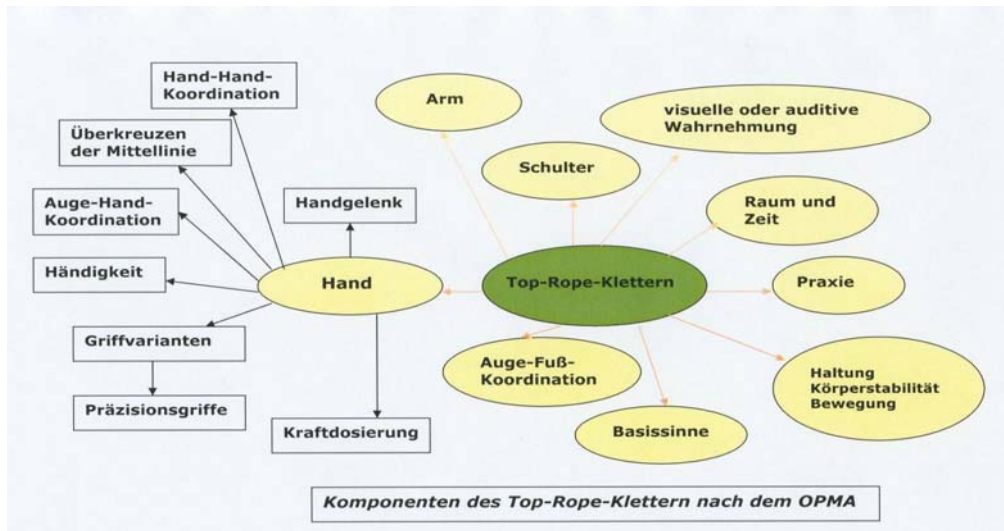 Hand-Hand-
Koordination
Arm
visuelle oder auditive
Wahrnehmung
Überkreuzen
der Mittellinie
Schulter
Auge-Hand-
Koordination
Handgelenk
Raum und
Zeit
Händigkeit
Hand
Top-Rope-Klettern
Praxie
Griffvarianten
Auge-Fuß-
Koordination
Haltung
Körperstabilität
Bewegung
Präzisionsgriffe
Kraftdosierung
Basissinne
Komponenten des Top-Rope-Klettern nach dem OPMA